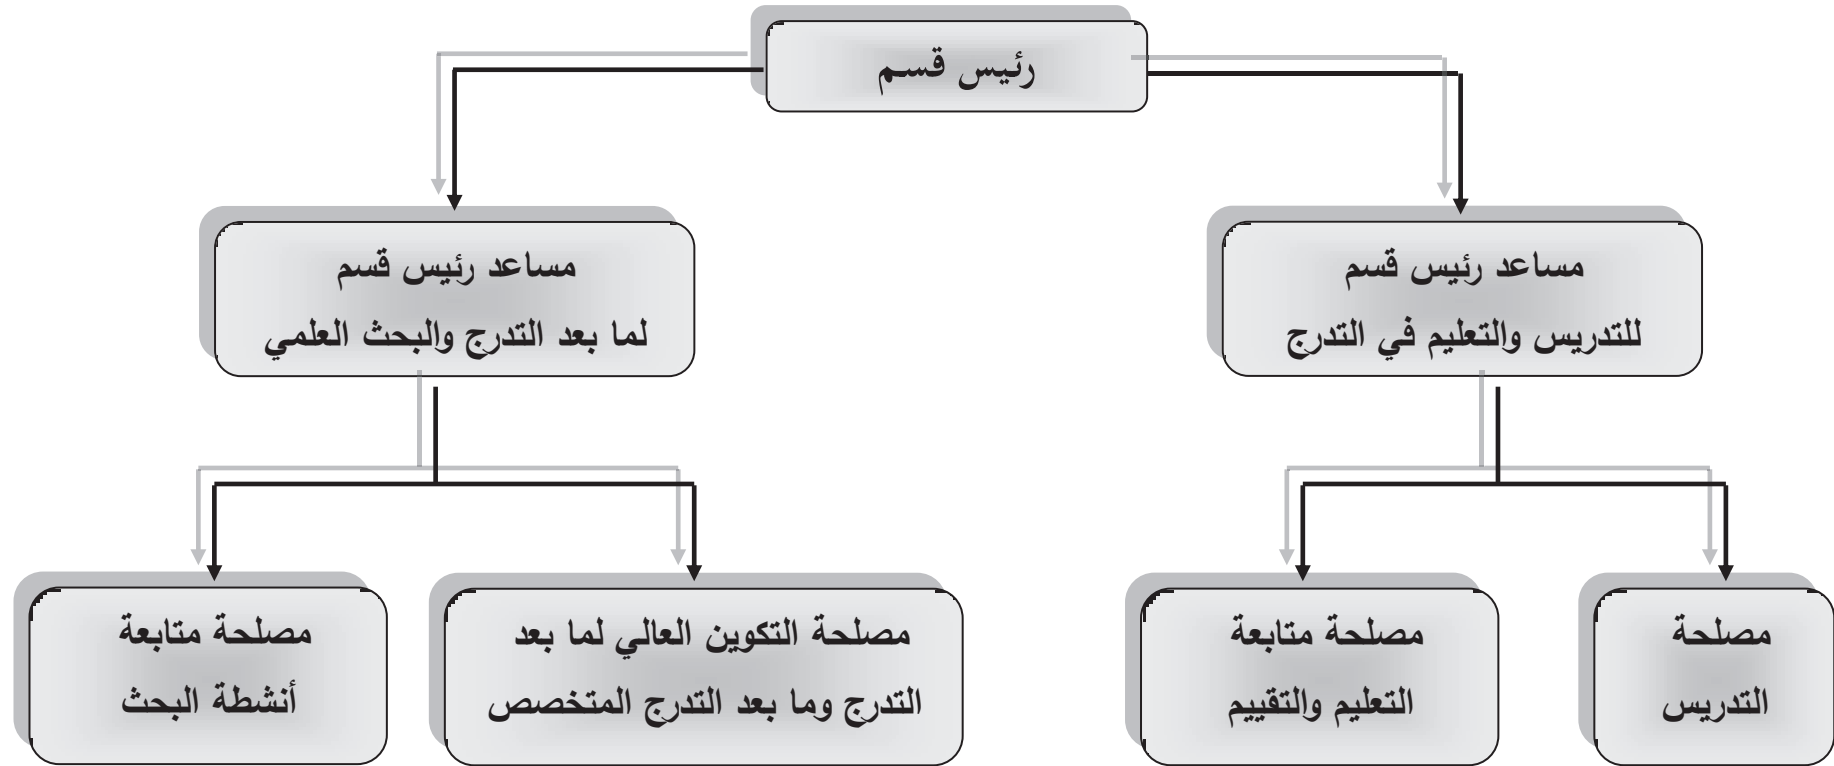 رئيس قسم
مساعد رئيس قسم
للتدريس والتعليم في التدرج
مساعد رئيس قسم
لما بعد التدرج والبحث العلمي
مصلحة
التدريس
مصلحة متابعة
التعليم والتقييم
مصلحة التكوين العالي لما بعد
التدرج وما بعد التدرج المتخصص
مصلحة متابعة
أنشطة البحث